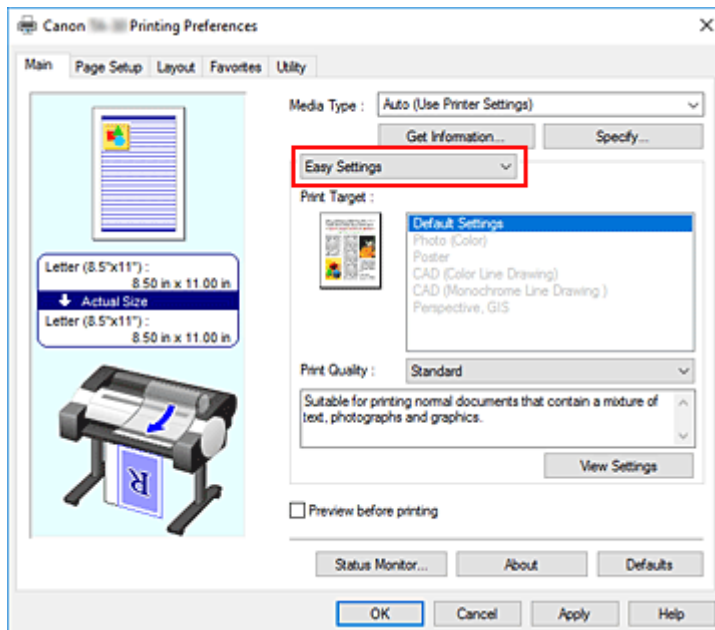 Canon Printing Preferences
Main Page Setup Layout Favorites Utility
Media Type : Auto (Use Printer Settings)
Get Information... Specify...
Easy Settings
Print Target :
Default Settings
Photo (Color)
Poster
CAD (Color Line Drawing)
CAD (Monochrome Line Drawing )
Perspective, GIS
Letter (8.5"x11") :
8.50 in x 11.00 in
Actual Size
Letter (8.5"x11") :
8.50 in x 11.00 in
R
Print Quality : Standard
Suitable for printing normal documents that contain a mixture of
text, photographs and graphics.
View Settings
Preview before printing
Status Monitor... About Defaults
OK Cancel Apply Help